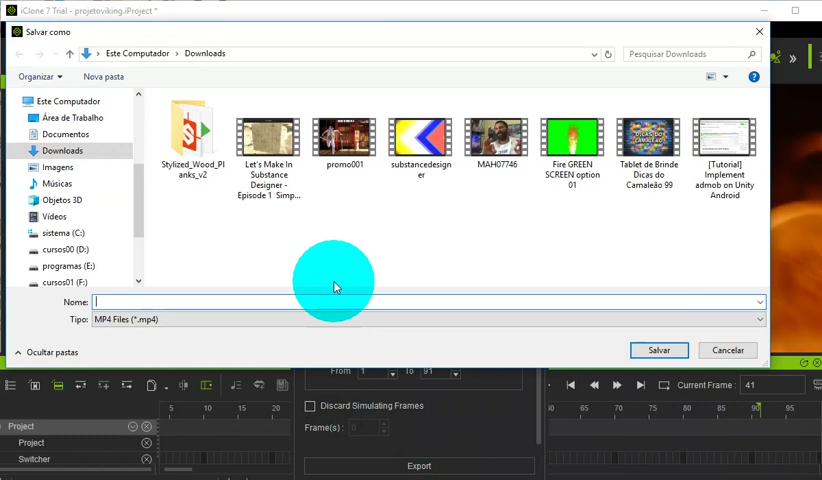 iClone 7 Trial - projetoviking.iProject *
Salvar como
Este Computador > Downloads
Pesquisar Downloads
Organizar
Nova pasta
Este Computador
Área de Trabalho
Documentos
Downloads
Imagens
Músicas
Objetos 3D
Vídeos
sistema (C:)
cursos00 (D:)
programas (E:)
cursos01 (F:)
Stylized_Wood_Pl
anks_v2
Let's Make In
Substance
Designer -
Episode 1 Simp...
promo001
substancedesign
er
MAH07746
Fire GREEN
SCREEN option
01
Tablet de Brinde
Dicas do
Camaleão 99
[Tutorial]
Implement
admob on Unity
Android
Nome:
Tipo: MP4 Files (*.mp4)
Ocultar pastas
Salvar
Cancelar
From 1 To 91
Current Frame : 41
Discard Simulating Frames
Frame(s) : 0
Export
5 10 15 20
60 65 70 75 80 85 90 95
Project
Project
Switcher